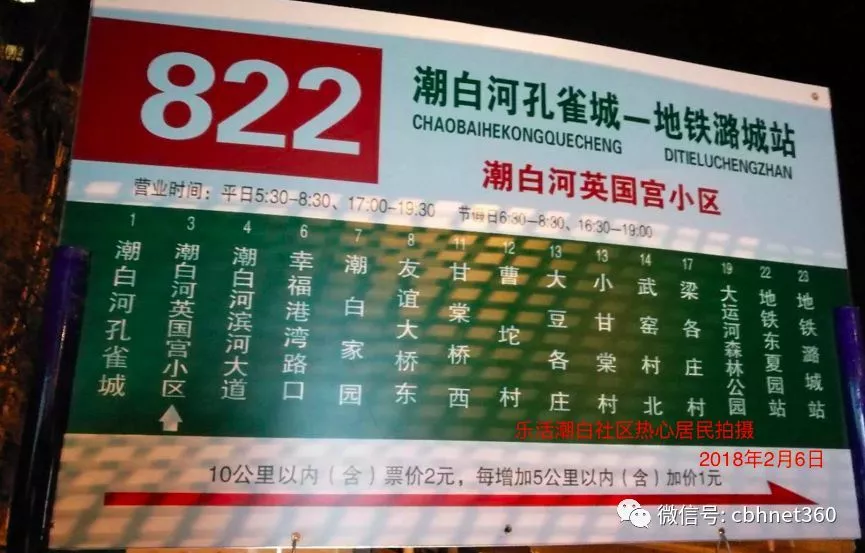 822
潮白河孔雀城—地铁潞城站
CHAOBAIHEKONGQUECHENG DITIELUCHENGZHAN
潮白河英国宫小区
营业时间：平日5:30-8:30、17:00-19:30 节每日6:30-8:30、16:30-19:00
1 潮白河孔雀城
3 潮白河英国宫小区
4 潮白河滨河大道
6 幸福港湾路口
7 潮白家园
8 友谊大桥东
11 甘棠桥西
12 曹坨村
13 大豆各庄
13 小甘棠村
14 武窑村北
17 梁各庄村
19 大运河森林公园
22 地铁东夏园站
23 地铁潞城站
乐活潮白社区热心居民拍摄
2018年2月6日
10公里以内（含）票价2元，每增加5公里以内（含）加价1元
微信号: cbhnet360